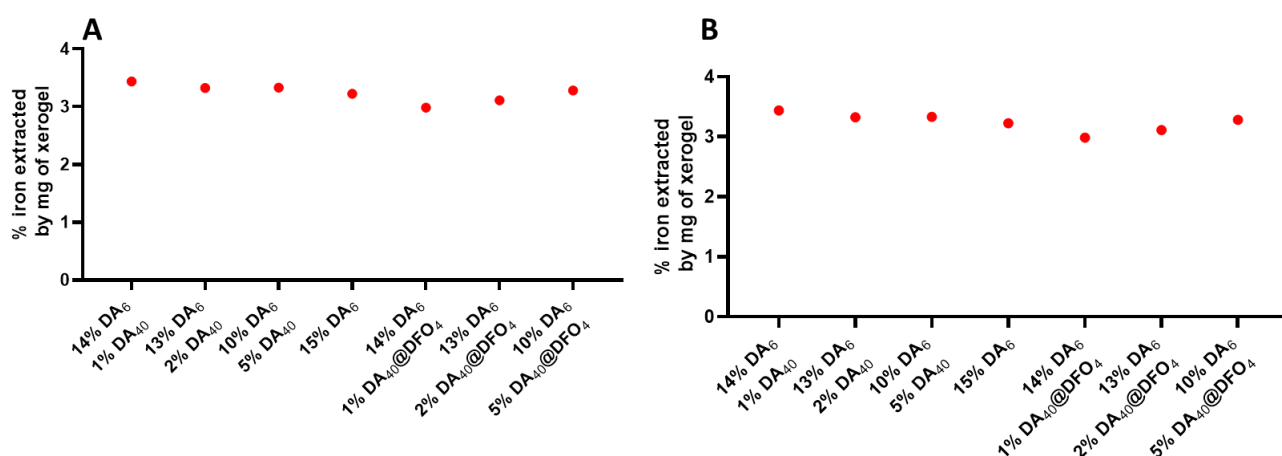 A
% iron extracted
by mg of xerogel
4
3
2
1
0
14% DA₆
1% DA₄₀
13% DA₆
2% DA₄₀
10% DA₆
5% DA₄₀
15% DA₆
14% DA₆
1% DA₄₀@DFO₄
13% DA₆
2% DA₄₀@DFO₄
10% DA₆
5% DA₄₀@DFO₄
B
% iron extracted
by mg of xerogel
4
3
2
1
0
14% DA₆
1% DA₄₀
13% DA₆
2% DA₄₀
10% DA₆
5% DA₄₀
15% DA₆
14% DA₆
1% DA₄₀@DFO₄
13% DA₆
2% DA₄₀@DFO₄
10% DA₆
5% DA₄₀@DFO₄